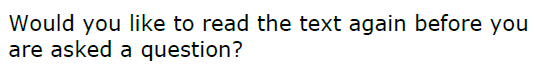 Would you like to read the text again before you
are asked a question?